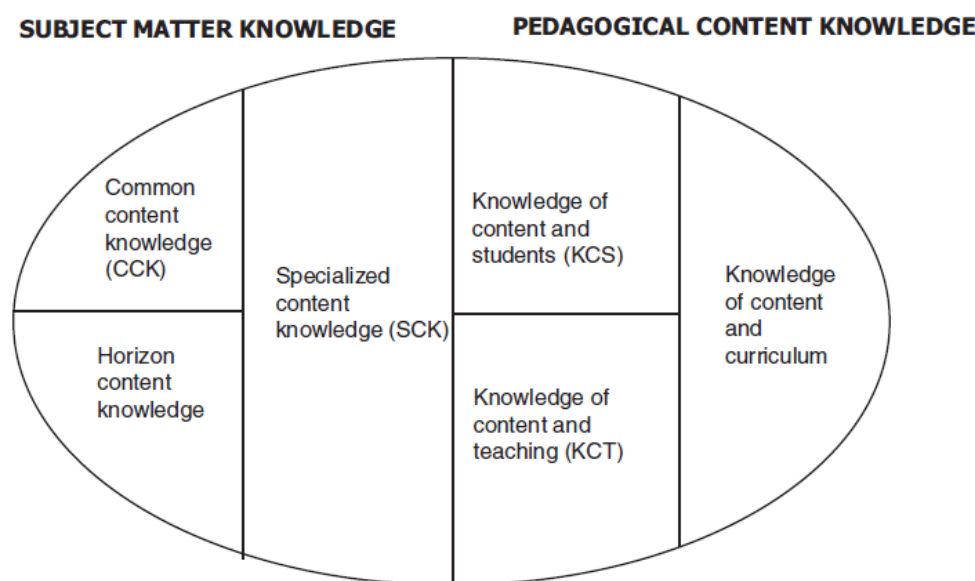 SUBJECT MATTER KNOWLEDGE
PEDAGOGICAL CONTENT KNOWLEDGE
Common
content
knowledge
(CCK)
Horizon
content
knowledge
Specialized
content
knowledge (SCK)
Knowledge of
content and
students (KCS)
Knowledge of
content and
teaching (KCT)
Knowledge
of content
and
curriculum